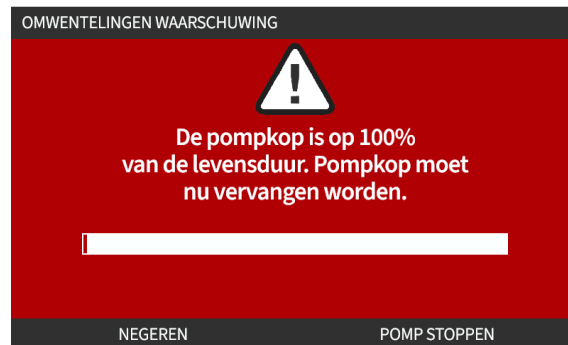 OMWENTELINGEN WAARSCHUWING
!
De pompkop is op 100%
van de levensduur. Pompkop moet
nu vervangen worden.
NEGEREN
POMP STOPPEN